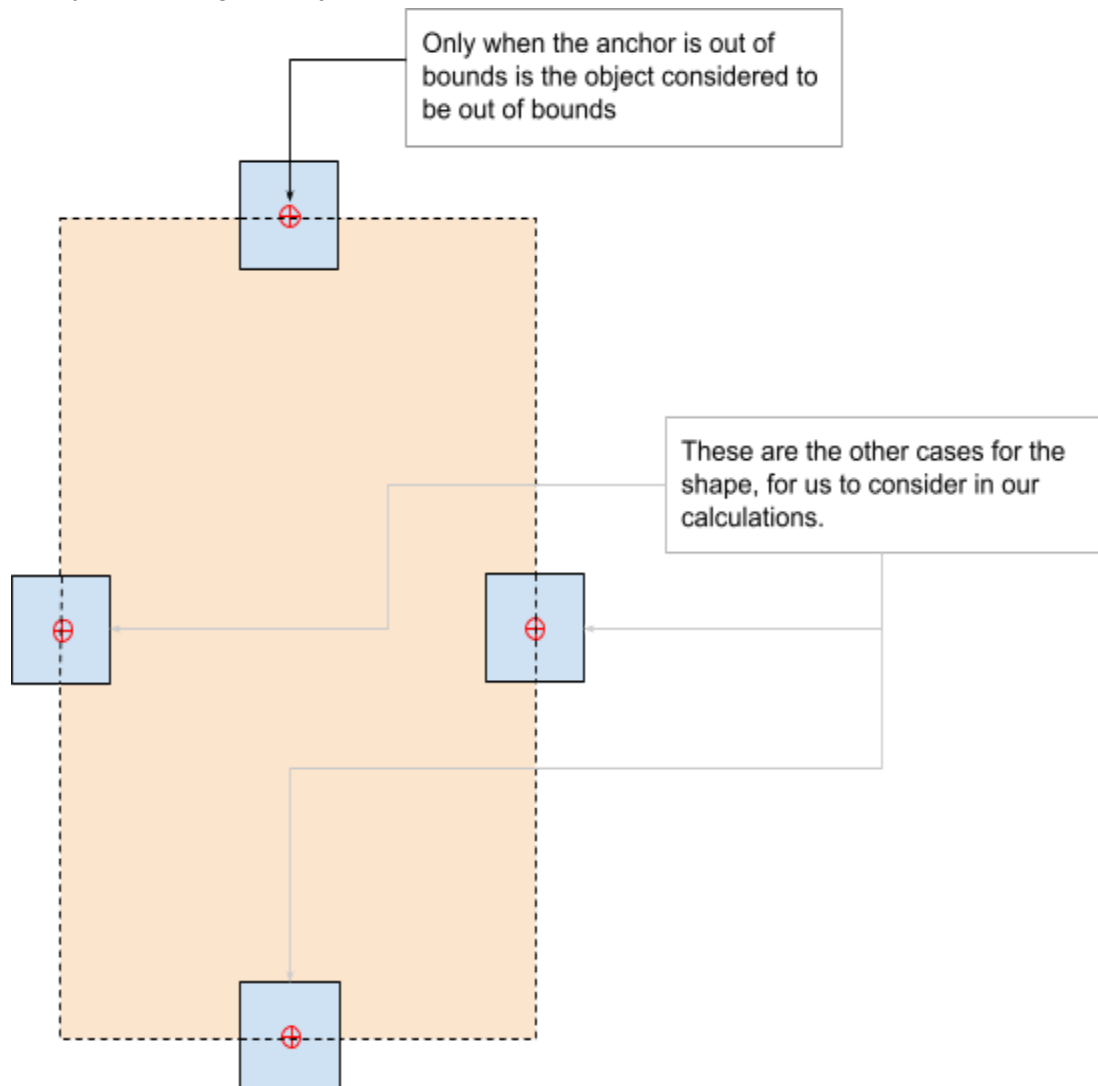 Only when the anchor is out of
bounds is the object considered to
be out of bounds
These are the other cases for the
shape, for us to consider in our
calculations.